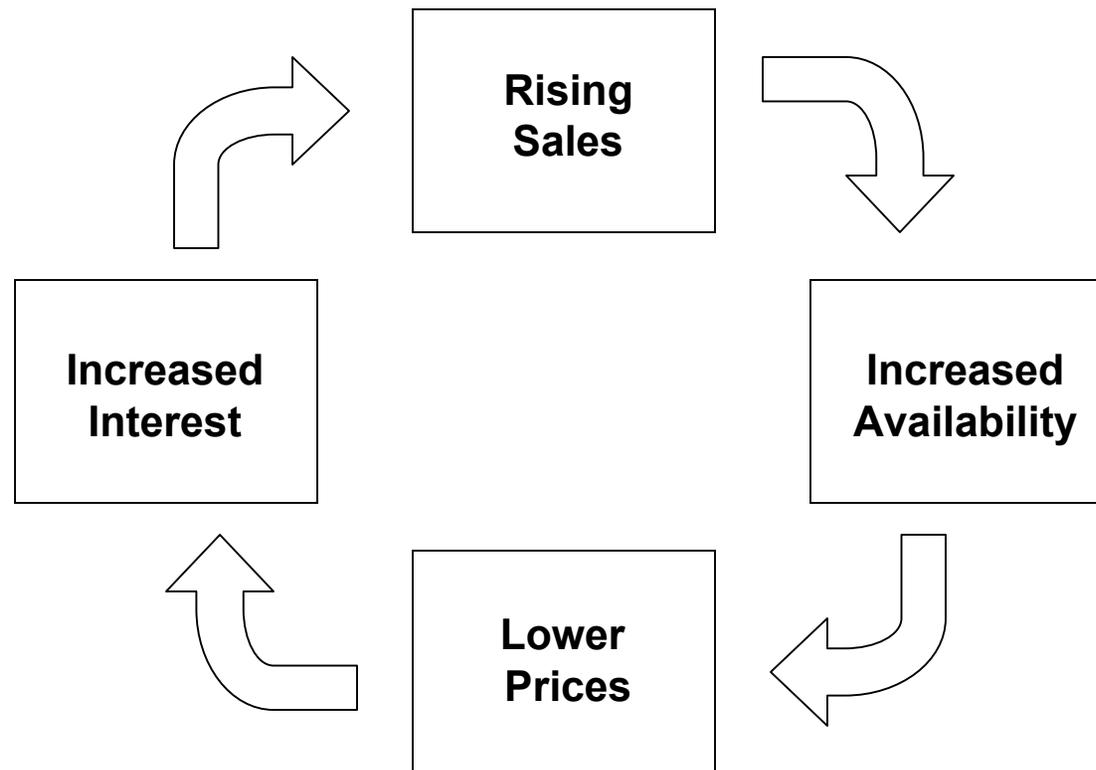 Rising
Sales
Increased
Interest
Increased
Availability
Lower
Prices